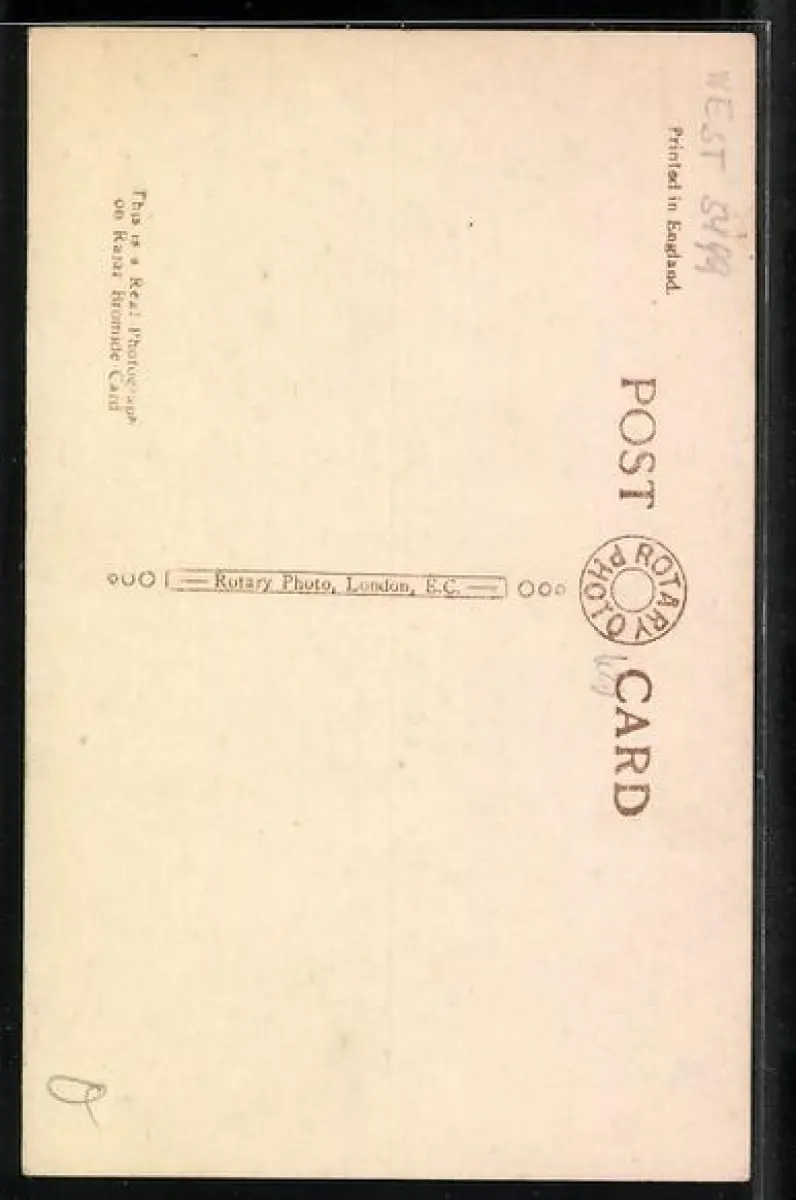 WEST 5499
Printed in England.
POST CARD
ROTARY PHOTO
Rotary Photo, London, E.C.
This is a Real Photograph
on Rajar Bromide Card